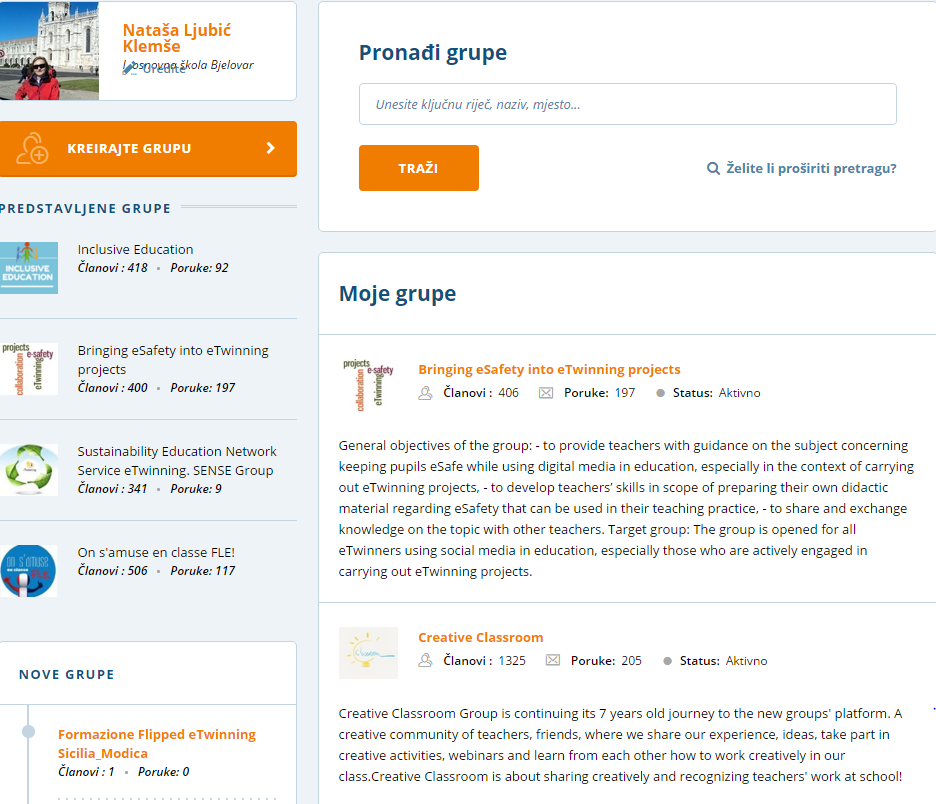 Nataša Ljubić
Klemše
I. osnovna škola Bjelovar
Uredite
KREIRAJTE GRUPU
PREDSTAVLJENE GRUPE
INCLUSIVE
EDUCATION
Inclusive Education
Članovi : 418 • Poruke: 92
projects
e-safety
collaboration
eTwinning
Bringing eSafety into eTwinning
projects
Članovi : 400 • Poruke: 197
Sustainability Education Network
Service eTwinning. SENSE Group
Članovi : 341 • Poruke: 9
on s'amuse
en classe
FLE
On s'amuse en classe FLE!
Članovi : 506 • Poruke: 117
NOVE GRUPE
Formazione Flipped eTwinning
Sicilia_Modica
Članovi : 1 • Poruke: 0
Pronađi grupe
Unesite ključnu riječ, naziv, mjesto...
TRAŽI
Želite li proširiti pretragu?
Moje grupe
projects
e-safety
collaboration
eTwinning
Bringing eSafety into eTwinning projects
Članovi : 406 Poruke: 197 Status: Aktivno
General objectives of the group: - to provide teachers with guidance on the subject concerning
keeping pupils eSafe while using digital media in education, especially in the context of carrying
out eTwinning projects, - to develop teachers' skills in scope of preparing their own didactic
material regarding eSafety that can be used in their teaching practice, - to share and exchange
knowledge on the topic with other teachers. Target group: The group is opened for all
eTwinners using social media in education, especially those who are actively engaged in
carrying out eTwinning projects.
Creative Classroom
Članovi : 1325 Poruke: 205 Status: Aktivno
Creative Classroom Group is continuing its 7 years old journey to the new groups' platform. A
creative community of teachers, friends, where we share our experience, ideas, take part in
creative activities, webinars and learn from each other how to work creatively in our
class.Creative Classroom is about sharing creatively and recognizing teachers' work at school!